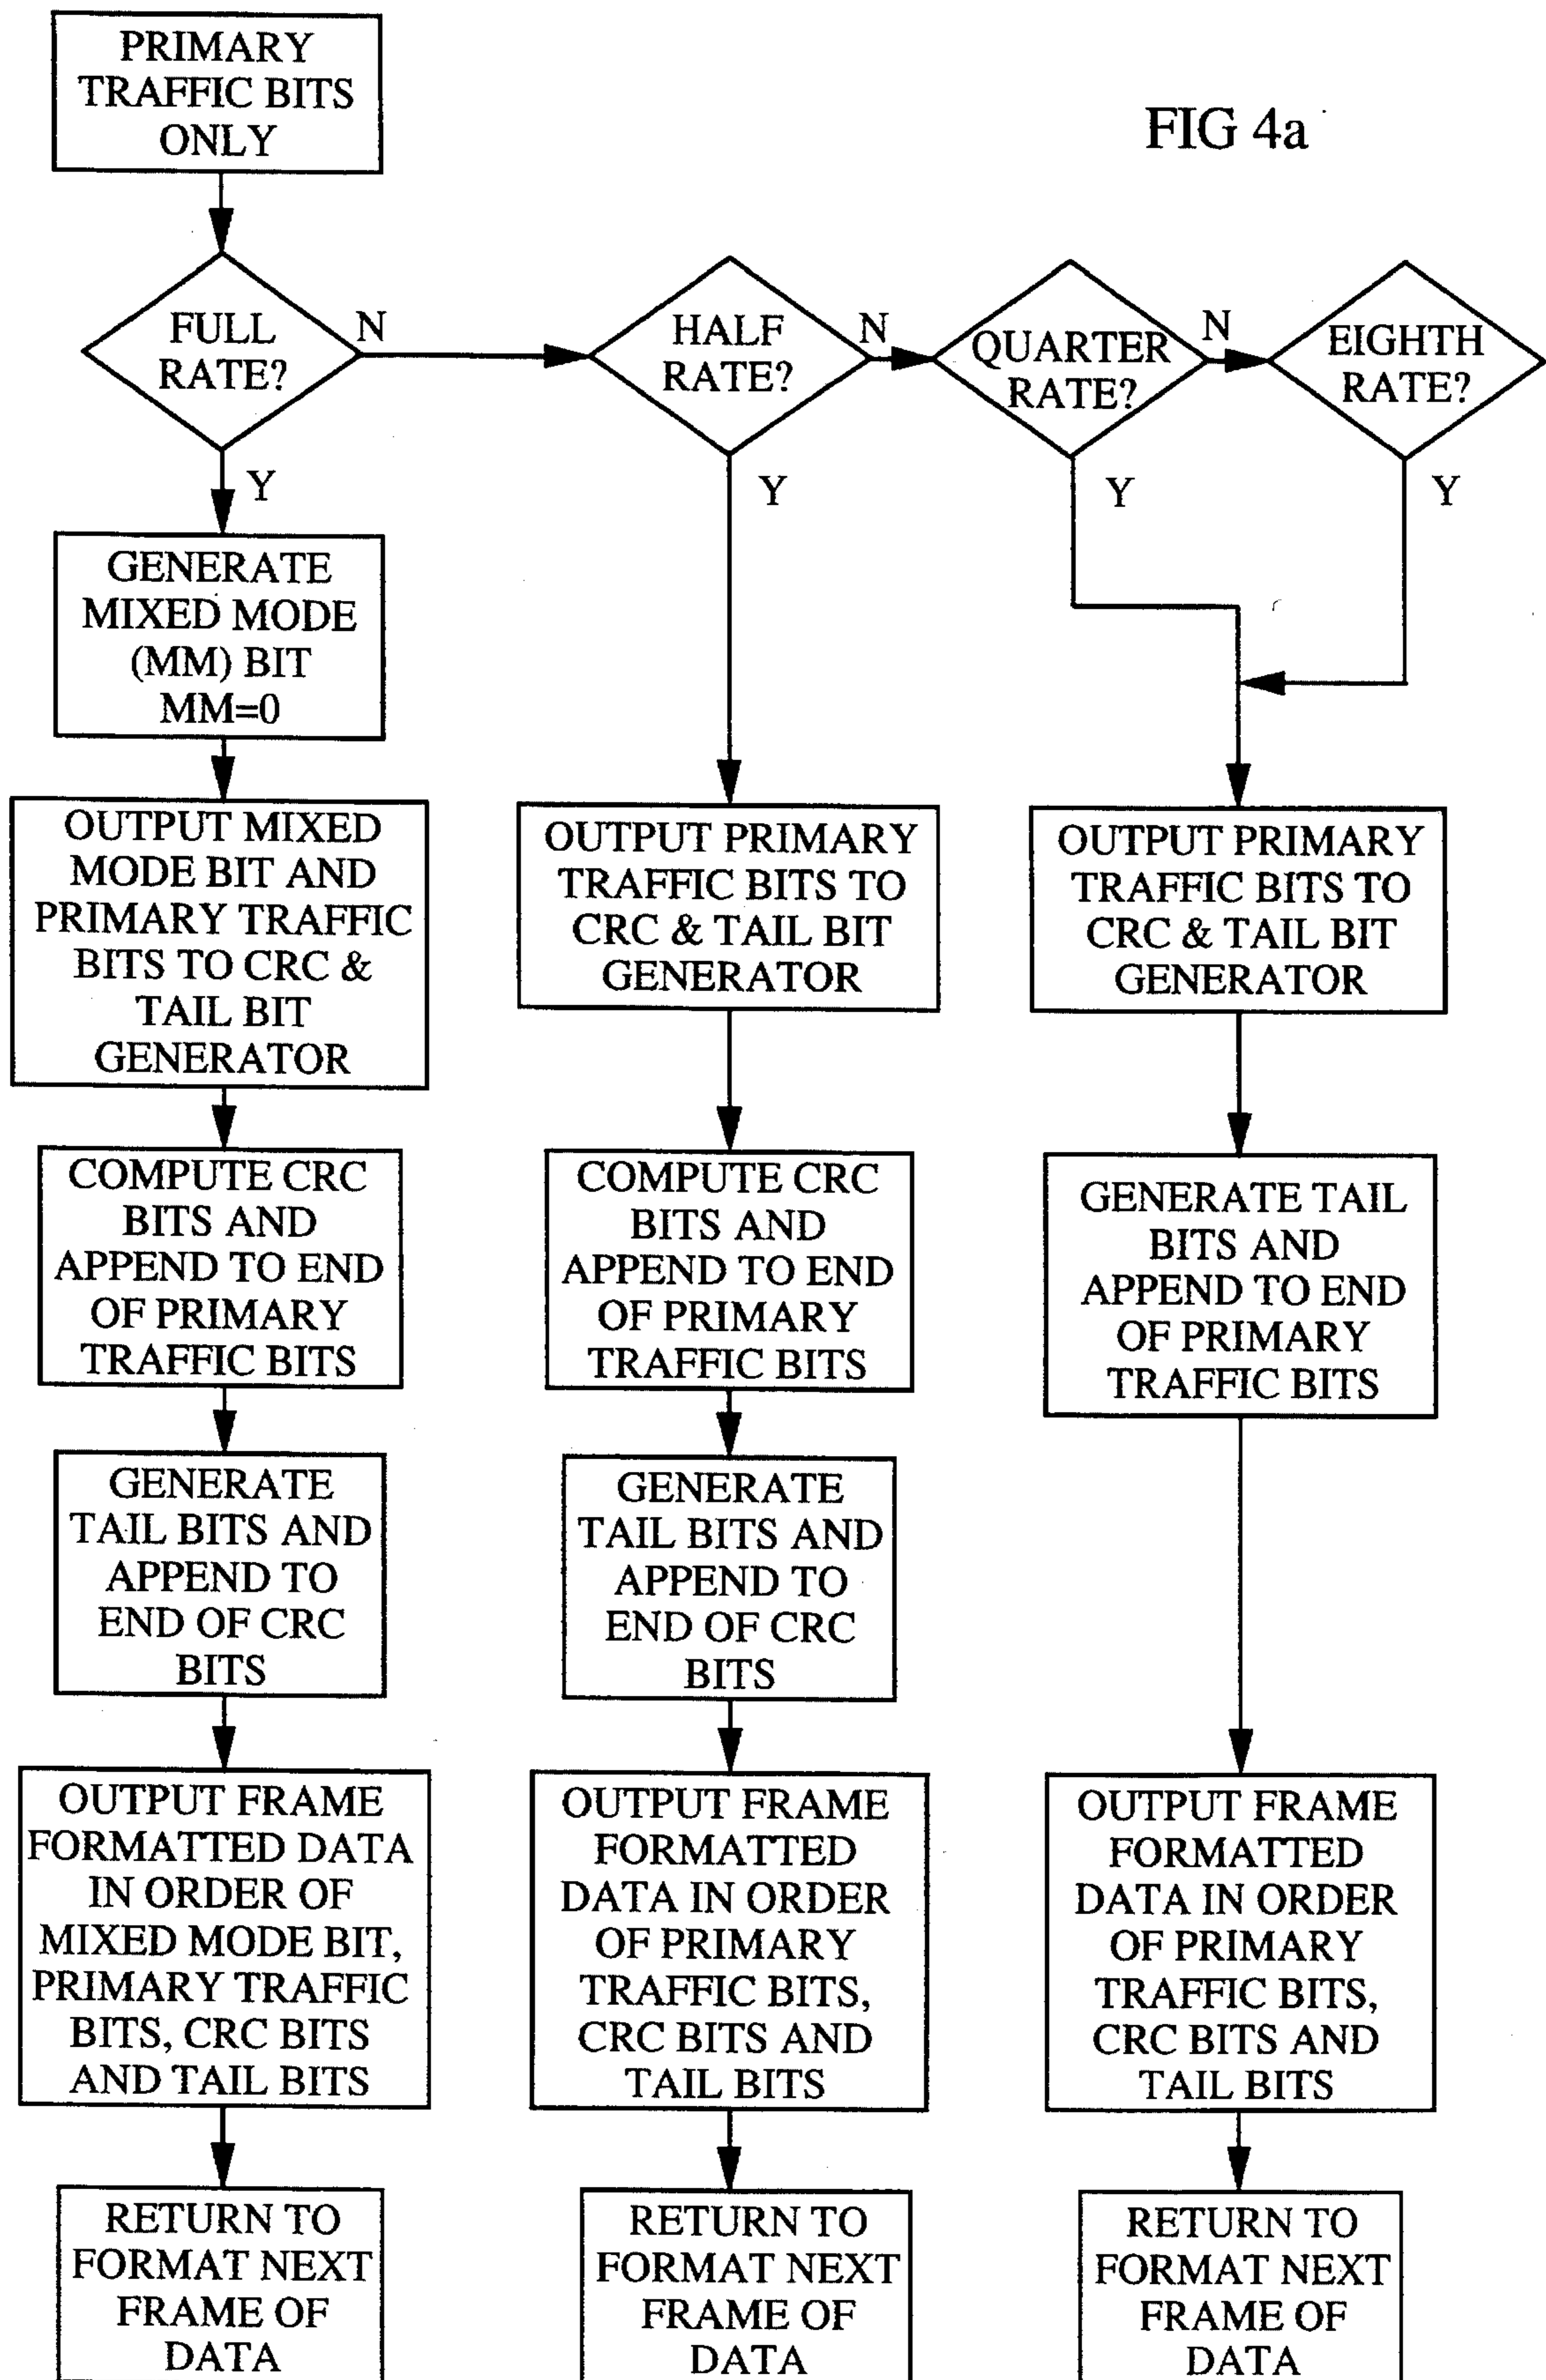 PRIMARY
TRAFFIC BITS
ONLY
FIG 4a
FULL
RATE?
N
HALF
RATE?
N
QUARTER
RATE?
N
EIGHTH
RATE?
Y
Y
Y
Y
GENERATE
MIXED MODE
(MM) BIT
MM=0
OUTPUT MIXED
MODE BIT AND
PRIMARY TRAFFIC
BITS TO CRC &
TAIL BIT
GENERATOR
COMPUTE CRC
BITS AND
APPEND TO END
OF PRIMARY
TRAFFIC BITS
GENERATE
TAIL BITS AND
APPEND TO
END OF CRC
BITS
OUTPUT FRAME
FORMATTED DATA
IN ORDER OF
MIXED MODE BIT,
PRIMARY TRAFFIC
BITS, CRC BITS
AND TAIL BITS
RETURN TO
FORMAT NEXT
FRAME OF
DATA
OUTPUT PRIMARY
TRAFFIC BITS TO
CRC & TAIL BIT
GENERATOR
COMPUTE CRC
BITS AND
APPEND TO END
OF PRIMARY
TRAFFIC BITS
GENERATE
TAIL BITS AND
APPEND TO
END OF CRC
BITS
OUTPUT FRAME
FORMATTED
DATA IN ORDER
OF PRIMARY
TRAFFIC BITS,
CRC BITS AND
TAIL BITS
RETURN TO
FORMAT NEXT
FRAME OF
DATA
OUTPUT PRIMARY
TRAFFIC BITS TO
CRC & TAIL BIT
GENERATOR
GENERATE TAIL
BITS AND
APPEND TO END
OF PRIMARY
TRAFFIC BITS
OUTPUT FRAME
FORMATTED
DATA IN ORDER
OF PRIMARY
TRAFFIC BITS,
CRC BITS AND
TAIL BITS
RETURN TO
FORMAT NEXT
FRAME OF
DATA